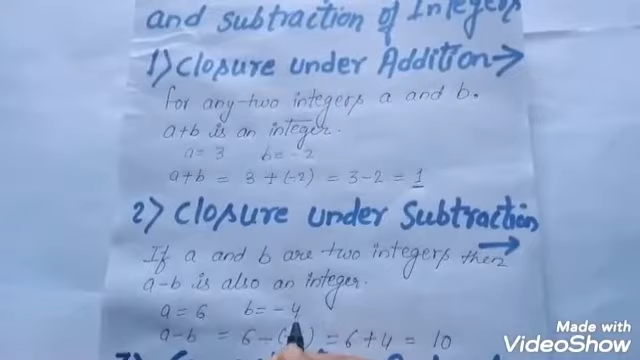 and subtraction of Integers
1) Closure under Addition →
for any two integers a and b.
a+b is an integer.
a = 3 b = -2
a+b = 3 + (-2) = 3-2 = 1
2) Closure under Subtraction
If a and b are two integers then
a-b is also an integer.
a = 6 b = -4
a-b = 6 - ( ) = 6+4 = 10
Made with
VideoShow